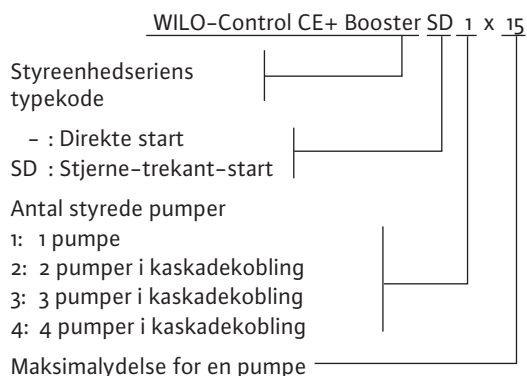 WILO-Control CE+ Booster SD 1 x 15
Styreenhedseriens
typekode
- : Direkte start
SD : Stjerne-trekant-start
Antal styrede pumper
1: 1 pumpe
2: 2 pumper i kaskadekobling
3: 3 pumper i kaskadekobling
4: 4 pumper i kaskadekobling
Maksimalydelse for en pumpe